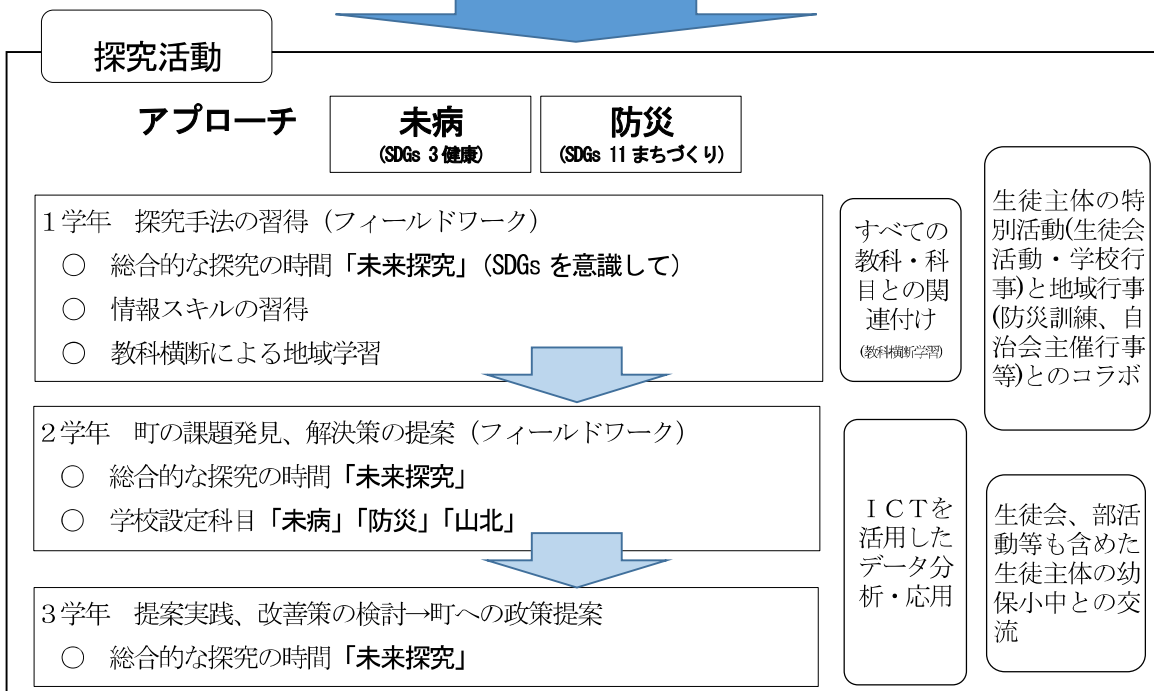 探究活動
アプローチ
未病
(SDGs 3 健康)
防災
(SDGs 11 まちづくり)
1学年　探究手法の習得（フィールドワーク）
○　総合的な探究の時間「未来探究」(SDGs を意識して)
○　情報スキルの習得
○　教科横断による地域学習
2学年　町の課題発見、解決策の提案（フィールドワーク）
○　総合的な探究の時間「未来探究」
○　学校設定科目「未病」「防災」「山北」
3学年　提案実践、改善策の検討→町への政策提案
○　総合的な探究の時間「未来探究」
すべての
教科・科
目との関
連付け
(教科横断学習)
ＩＣＴを
活用した
データ分
析・応用
生徒主体の特
別活動(生徒会
活動・学校行
事)と地域行事
(防災訓練、自
治会主催行事
等)とのコラボ
生徒会、部活
動等も含めた
生徒主体の幼
保小中との交
流